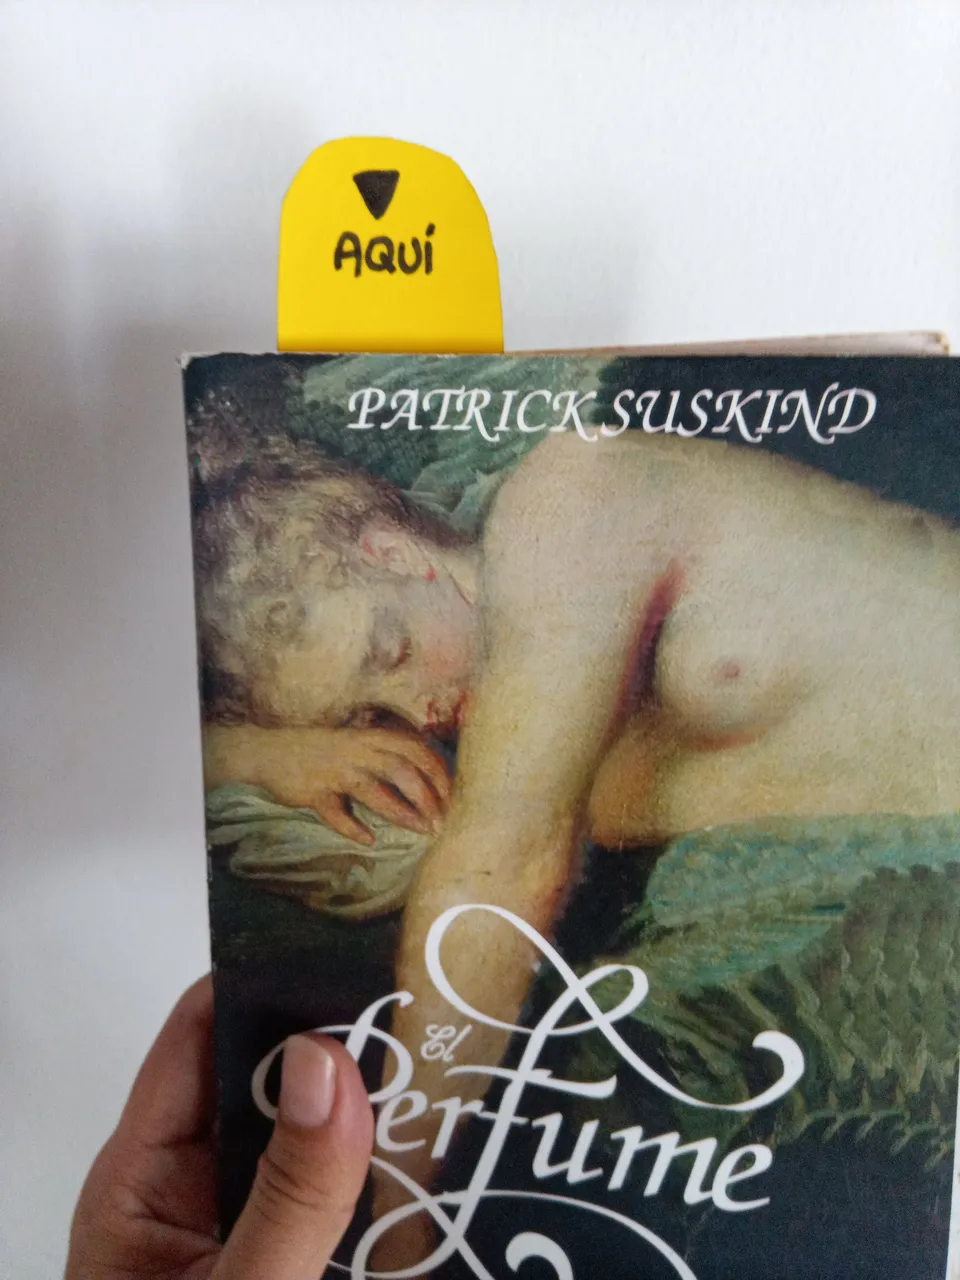 AQUÍ
PATRICK SUSKIND
El
Perfume